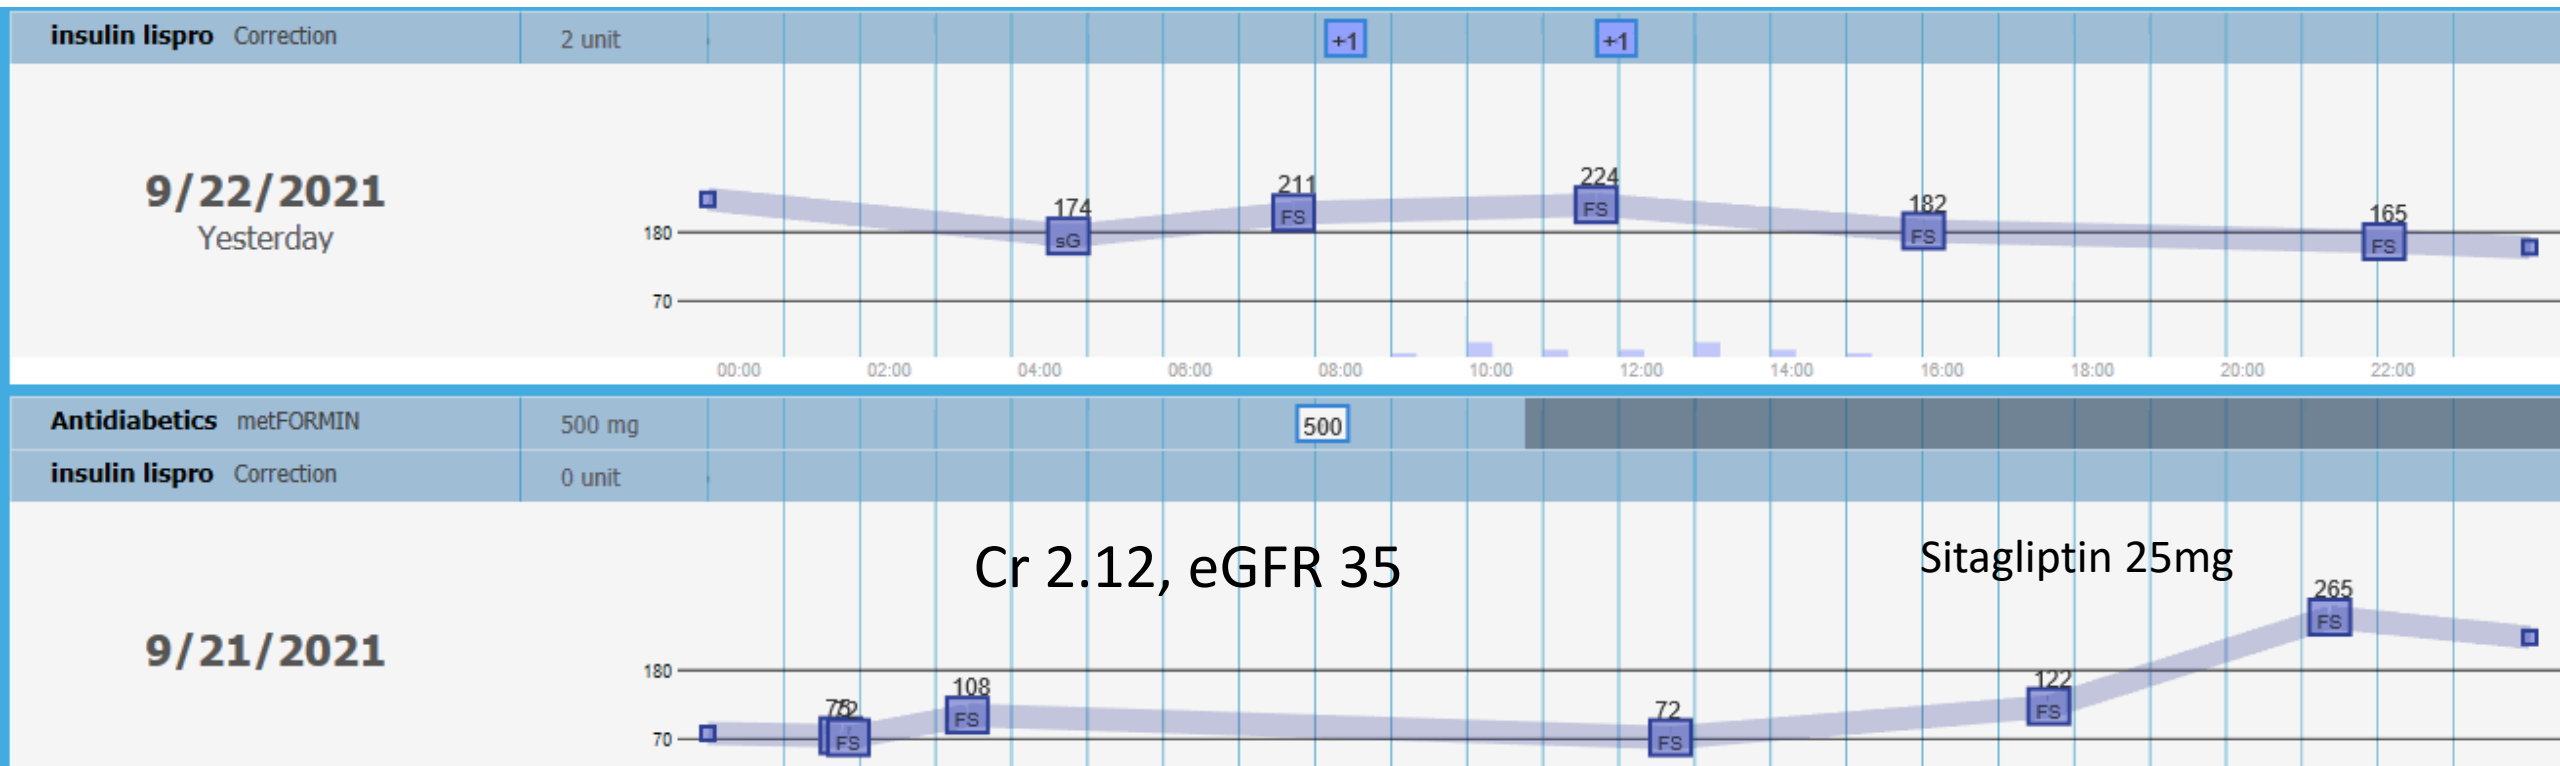 insulin lispro Correction 2 unit +1 +1
9/22/2021
Yesterday
174 211 224 182 165
sG FS FS FS FS
180
70
00:00 02:00 04:00 06:00 08:00 10:00 12:00 14:00 16:00 18:00 20:00 22:00
Antidiabetics metFORMIN 500 mg 500
insulin lispro Correction 0 unit
Cr 2.12, eGFR 35 Sitagliptin 25mg
9/21/2021
265
FS
180
108 72 122
FS FS FS FS
70